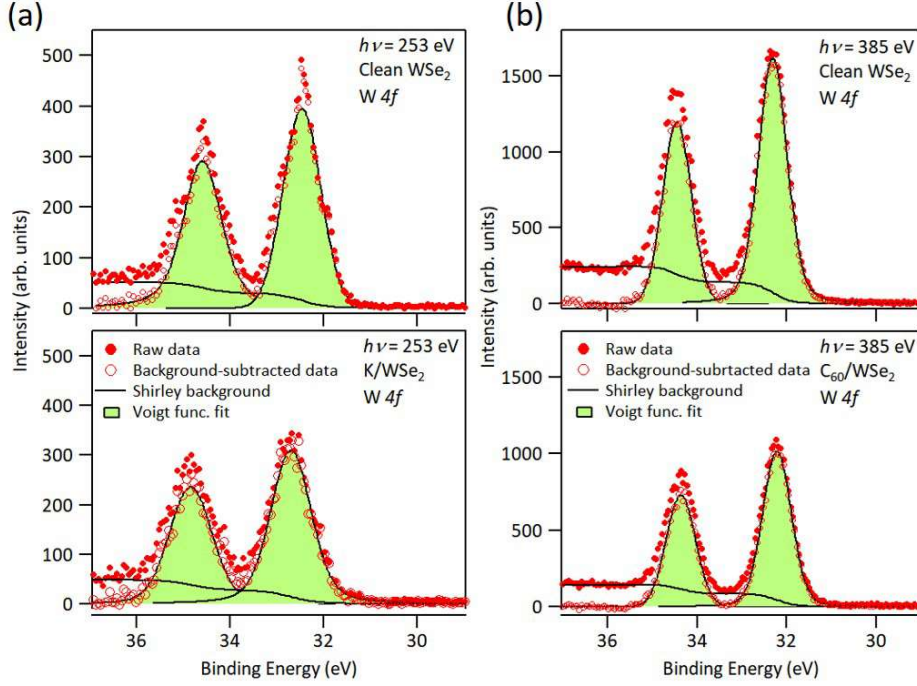 (a)
(b)
hν = 253 eV
Clean WSe2
W 4f
500
400
300
200
100
0
hν = 385 eV
Clean WSe2
W 4f
1500
1000
500
0
Intensity (arb. units)
Intensity (arb. units)
Raw data
Background-subtracted data
Shirley background
Voigt func. fit
hν = 253 eV
K/WSe2
W 4f
500
400
300
200
100
0
36
34
32
30
Binding Energy (eV)
Raw data
Background-subrtacted data
Shirley background
Voigt func. fit
hν = 385 eV
C60/WSe2
W 4f
1500
1000
500
0
36
34
32
30
Binding Energy (eV)